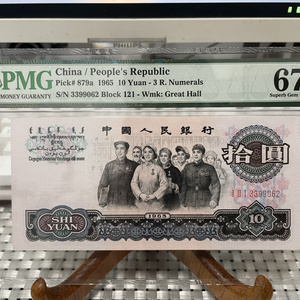 PMG
MONEY GUARANTY
China / People's Republic
Pick# 879a 1965 10 Yuan - 3 R. Numerals
S/N 3399062 Block 121 - Wmk: Great Hall
67
Superb Gem
中國人民銀行
拾圓
3399062
1965
SHI
YUAN
10